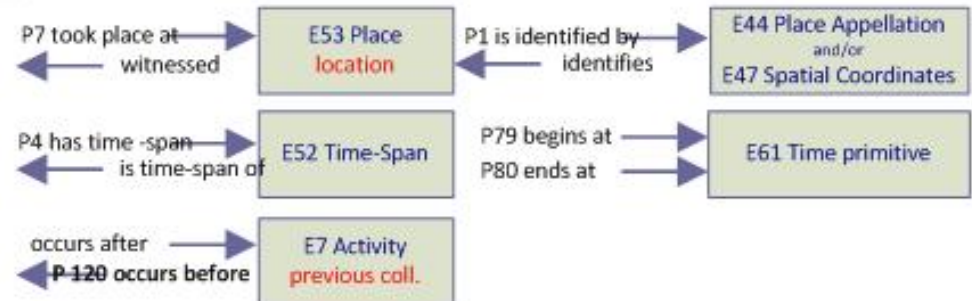 P7 took place at
witnessed
E53 Place
location
P1 is identified by
identifies
E44 Place Appellation
and/or
E47 Spatial Coordinates
P4 has time -span
is time-span of
E52 Time-Span
P79 begins at
P80 ends at
E61 Time primitive
occurs after
P 120 occurs before
E7 Activity
previous coll.